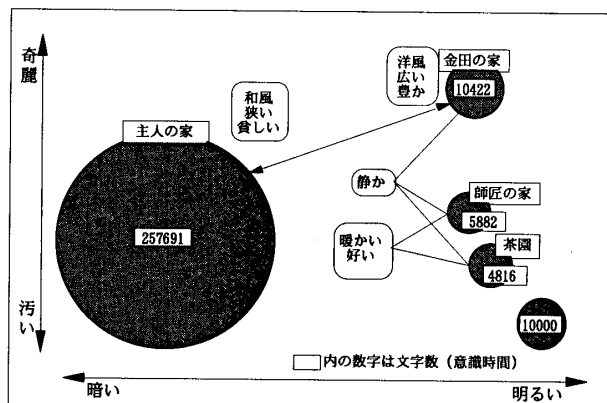 奇麗
汚い
洋風
広い
豊か
金田の家
10422
和風
狭い
貧しい
主人の家
257691
静か
師匠の家
5882
暖かい
好い
茶園
4816
10000
内の数字は文字数（意識時間）
暗い
明るい